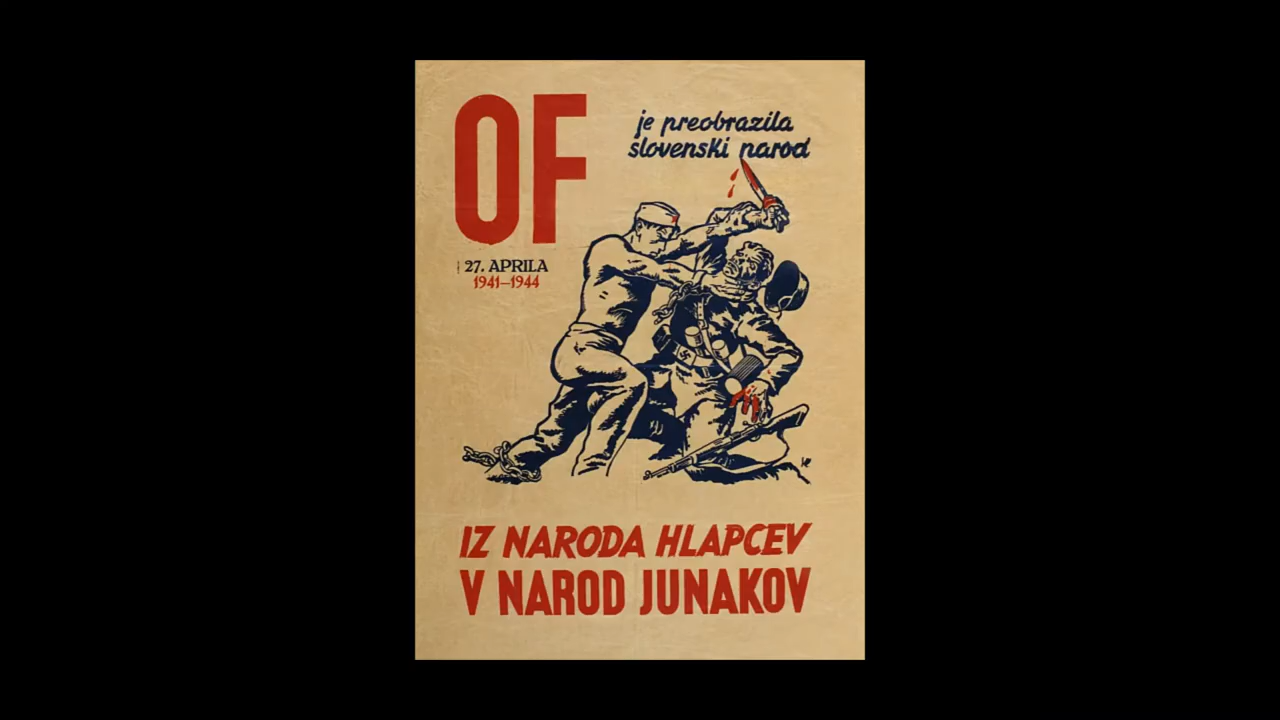 OF
je preobrazila
slovenski narod
27. APRILA
1941–1944
IZ NARODA HLAPCEV
V NAROD JUNAKOV